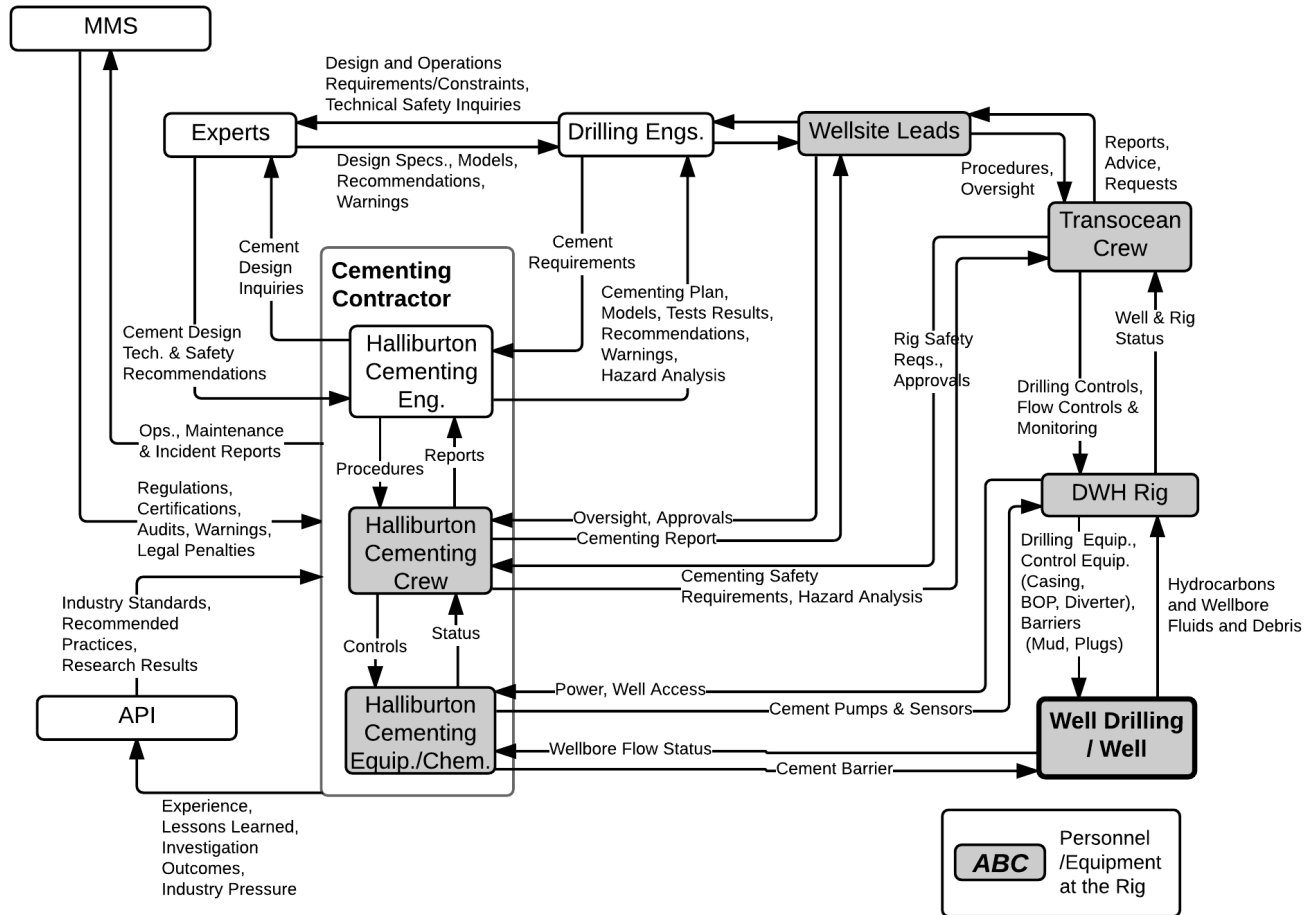 MMS
Design and Operations
Requirements/Constraints,
Technical Safety Inquiries
Experts
Drilling Engs.
Wellsite Leads
Design Specs., Models,
Recommendations,
Warnings
Procedures,
Oversight
Reports,
Advice,
Requests
Transocean
Crew
Cement
Design
Inquiries
Cement
Requirements
Cementing
Contractor
Cementing Plan,
Models, Tests Results,
Recommendations,
Warnings,
Hazard Analysis
Cement Design
Tech. & Safety
Recommendations
Halliburton
Cementing
Eng.
Rig Safety
Reqs.,
Approvals
Well & Rig
Status
Drilling Controls,
Flow Controls &
Monitoring
Ops., Maintenance
& Incident Reports
Procedures
Reports
Regulations,
Certifications,
Audits, Warnings,
Legal Penalties
DWH Rig
Halliburton
Cementing
Crew
Oversight, Approvals
Cementing Report
Cementing Safety
Requirements, Hazard Analysis
Drilling Equip.,
Control Equip.
(Casing,
BOP, Diverter),
Barriers
(Mud, Plugs)
Hydrocarbons
and Wellbore
Fluids and Debris
Industry Standards,
Recommended
Practices,
Research Results
Controls
Status
API
Halliburton
Cementing
Equip./Chem.
Power, Well Access
Cement Pumps & Sensors
Wellbore Flow Status
Cement Barrier
Well Drilling
/ Well
Experience,
Lessons Learned,
Investigation
Outcomes,
Industry Pressure
ABC
Personnel
/Equipment
at the Rig